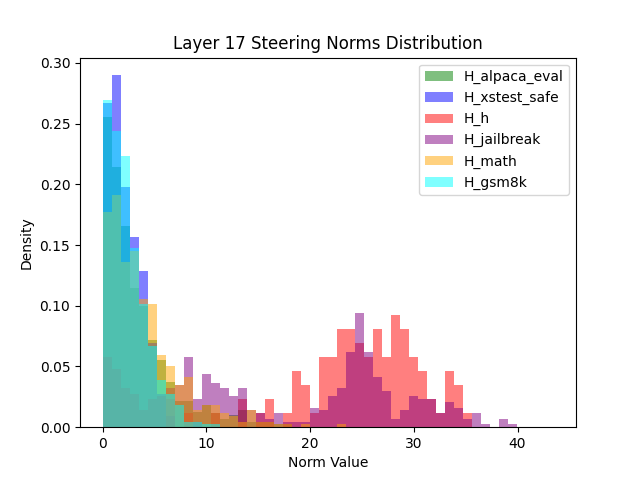 Layer 17 Steering Norms Distribution
H_alpaca_eval
H_xstest_safe
H_h
H_jailbreak
H_math
H_gsm8k
0.30
0.25
0.20
0.15
0.10
0.05
0.00
Density
0 10 20 30 40
Norm Value